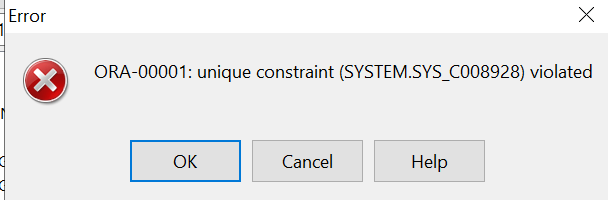 Error
ORA-00001: unique constraint (SYSTEM.SYS_C008928) violated
OK
Cancel
Help